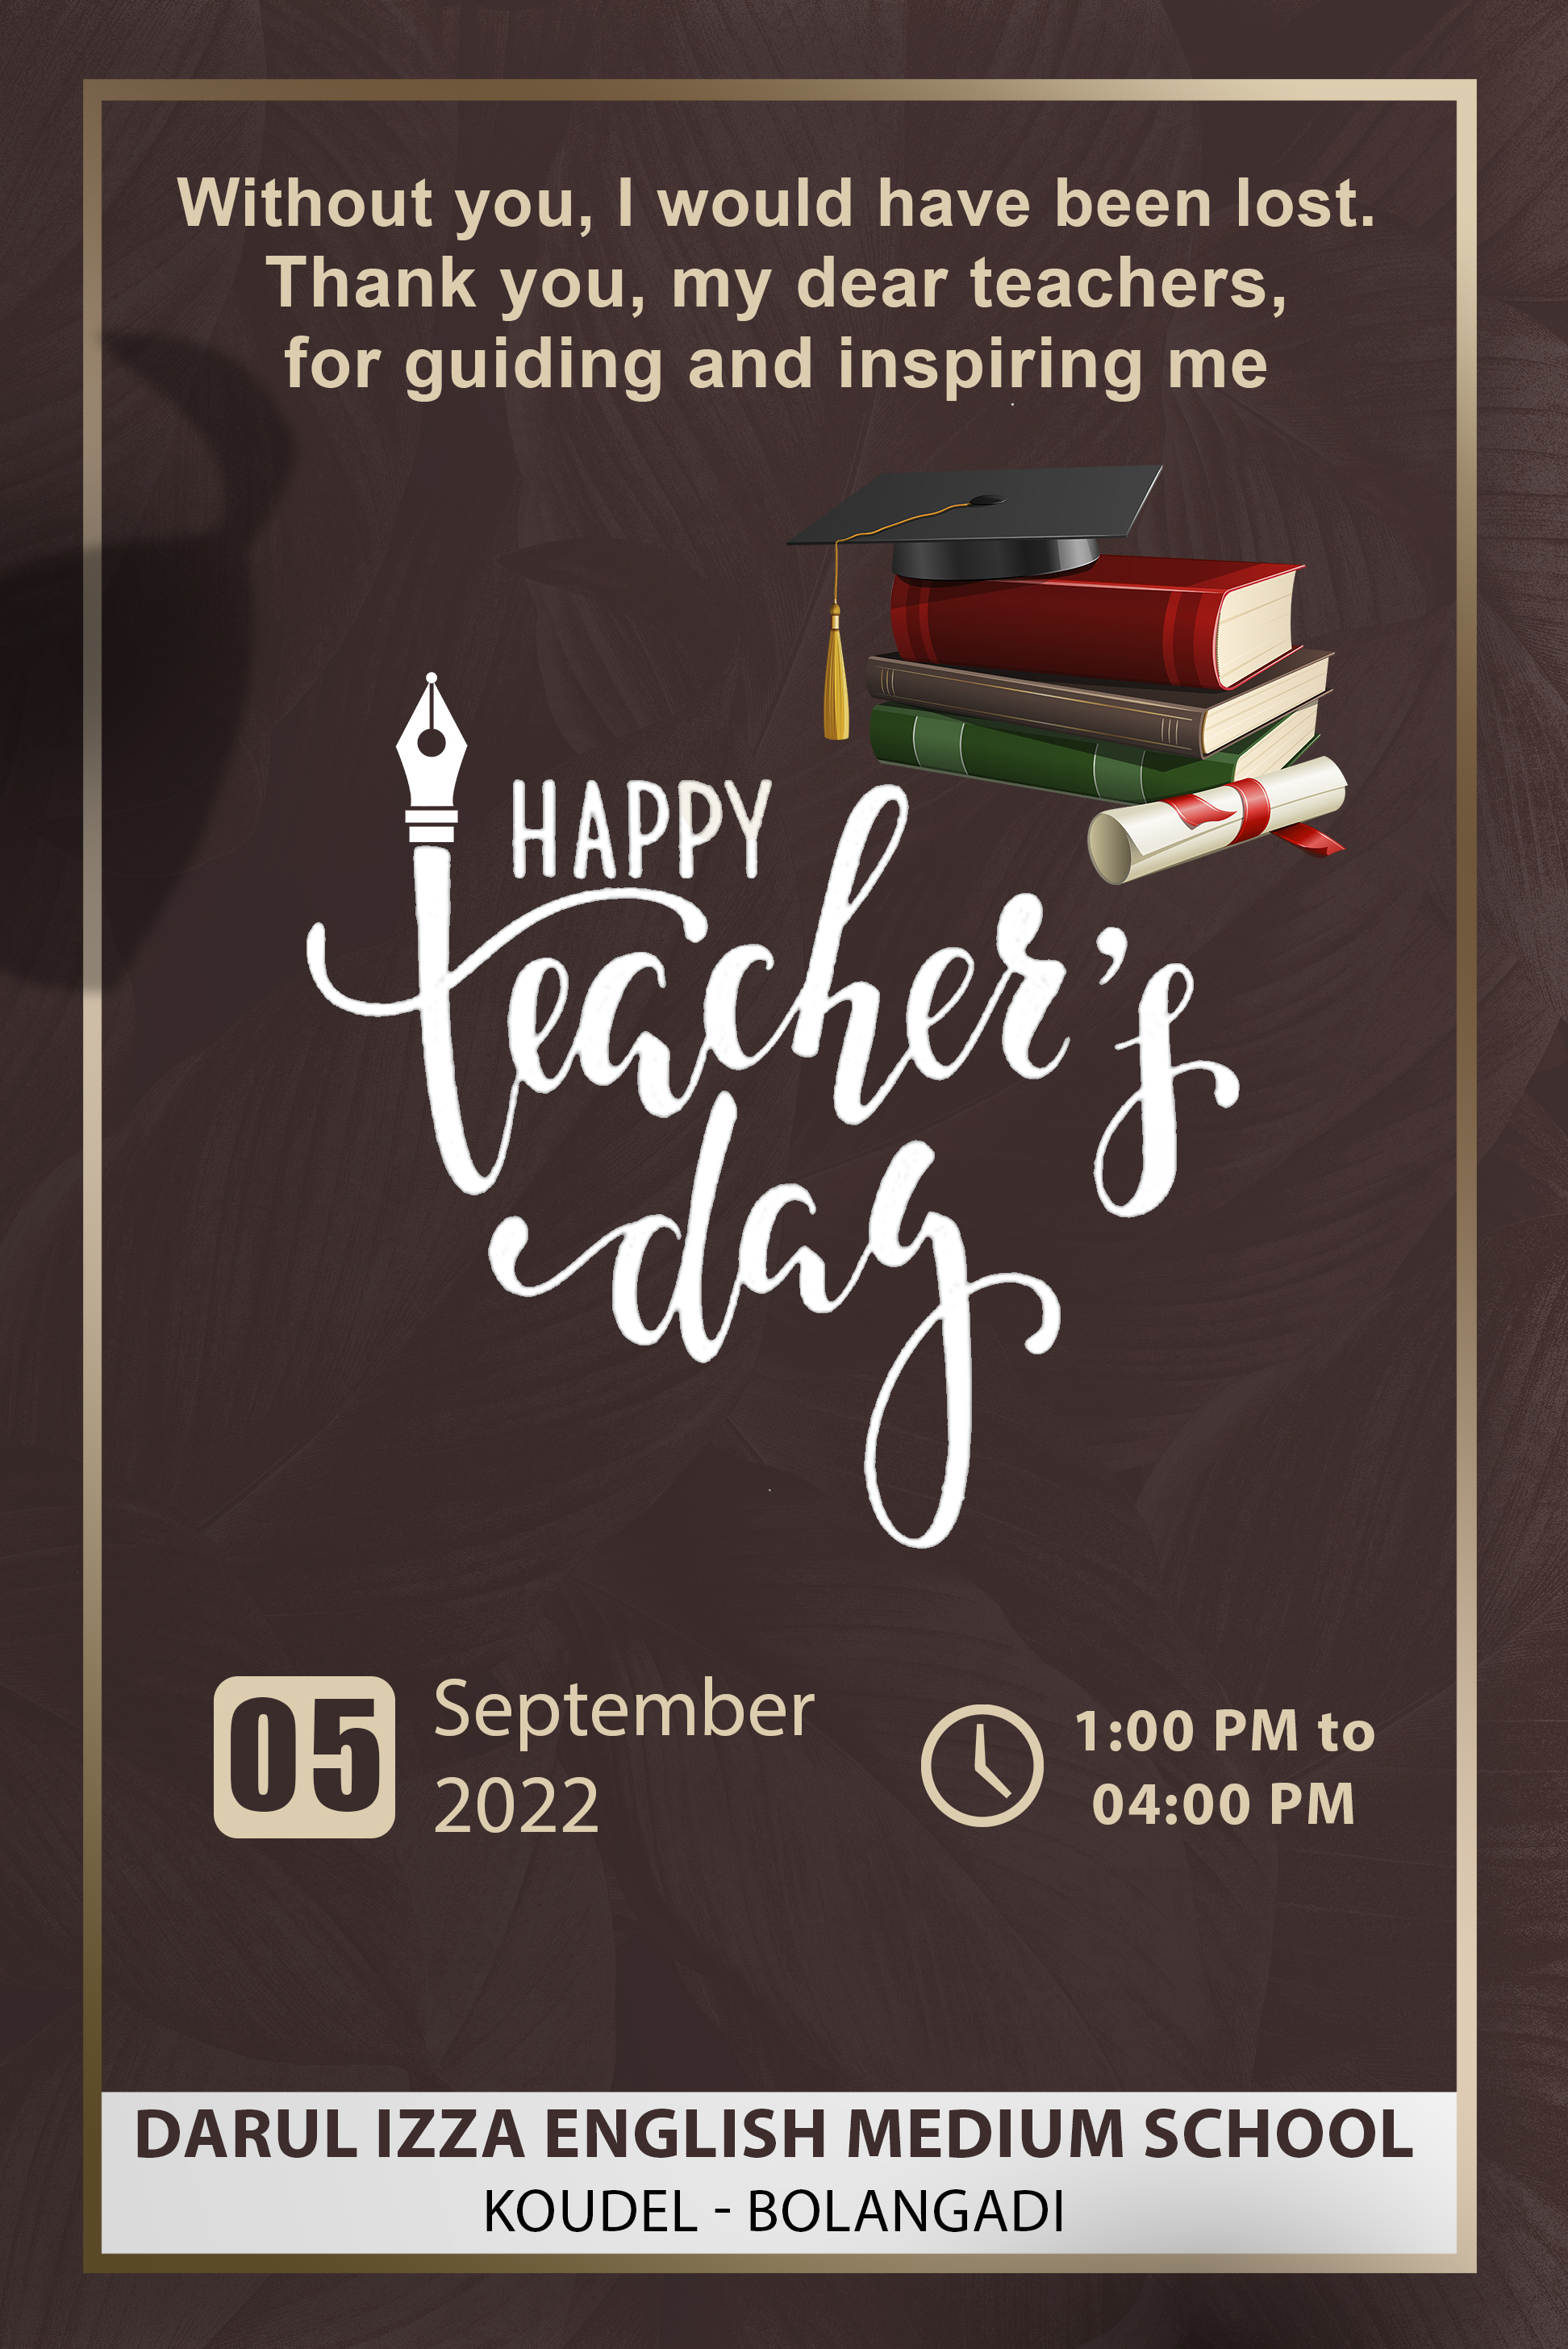 Without you, I would have been lost.
Thank you, my dear teachers,
for guiding and inspiring me
HAPPY
teacher's
day
05
September
2022
1:00 PM to
04:00 PM
DARUL IZZA ENGLISH MEDIUM SCHOOL
KOUDEL - BOLANGADI